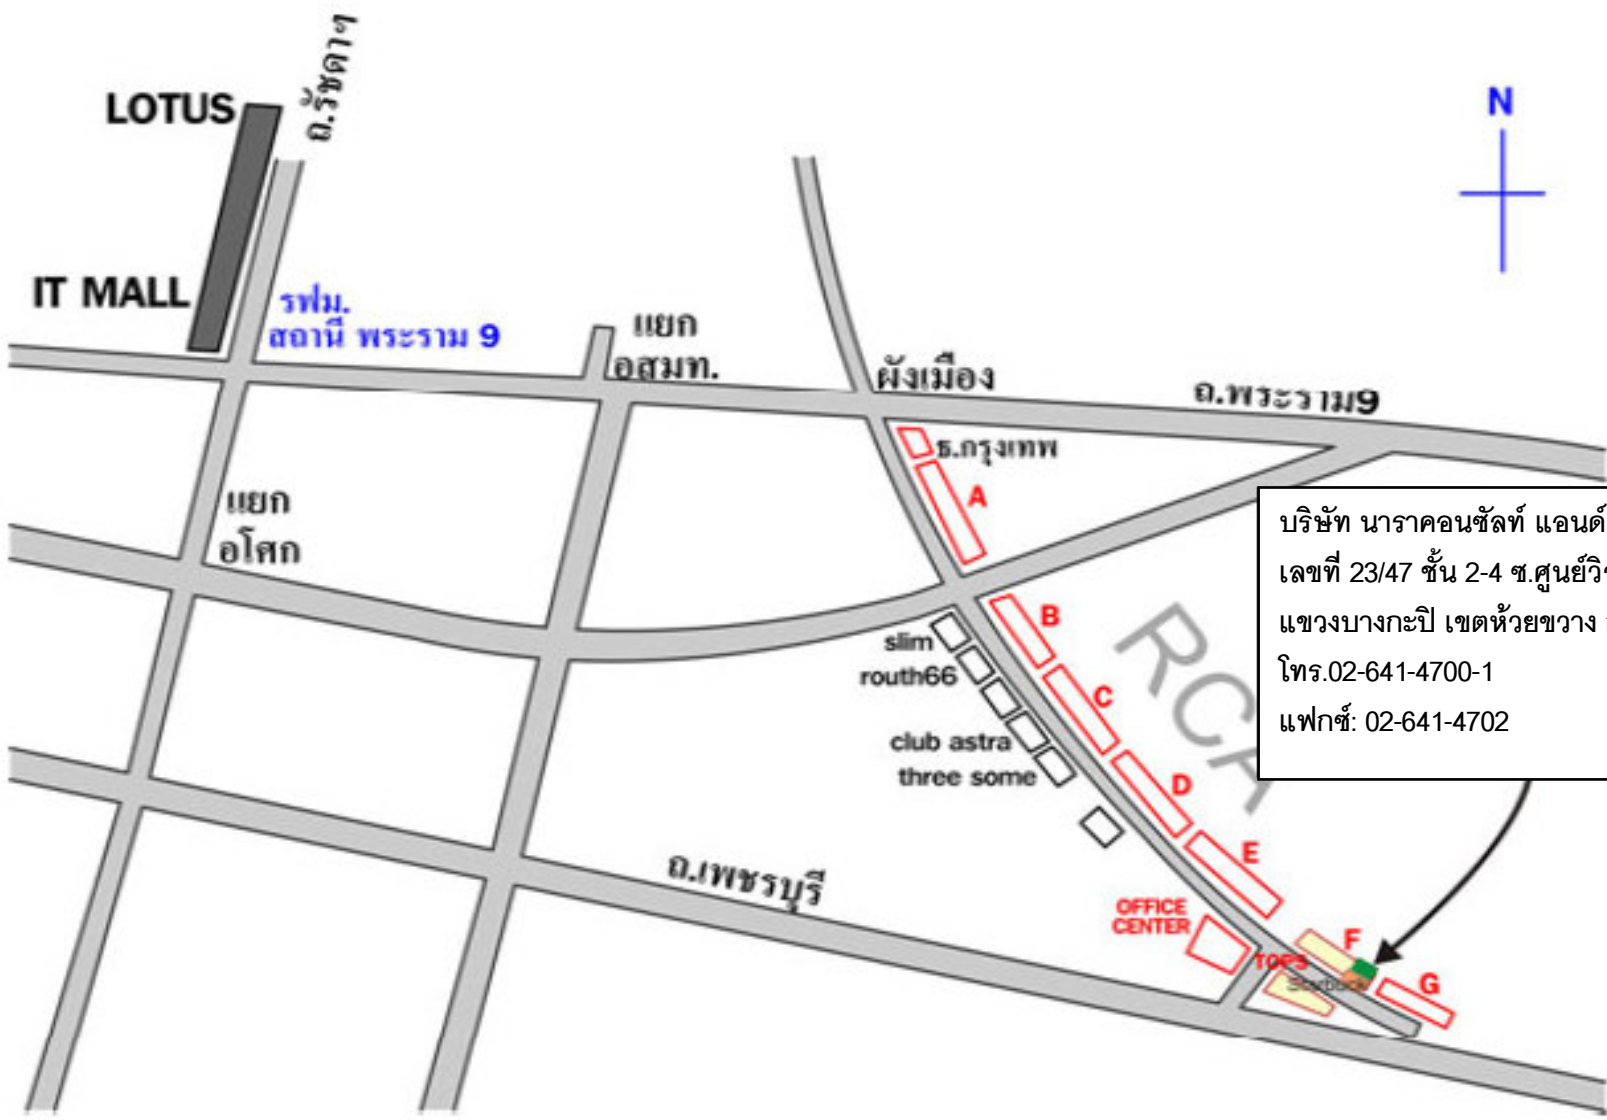 LOTUS
ถ.รัชดาฯ
N
IT MALL
รฟม.
สถานี พระราม 9
แยก
อสมท.
ผังเมือง
ถ.พระราม9
ธ.กรุงเทพ
A
แยก
อโศก
บริษัท นาราคอนซัลท์ แอนด์
เลขที่ 23/47 ชั้น 2-4
แขวงบางกะปิ เขตห้วยขวาง
โทร.02-641-4700-1
แฟกซ์: 02-641-4702
RCA
B
slim
routh66
C
club astra
three some
D
E
ถ.เพชรบุรี
OFFICE
CENTER
F
TOPS
Starbuck
G